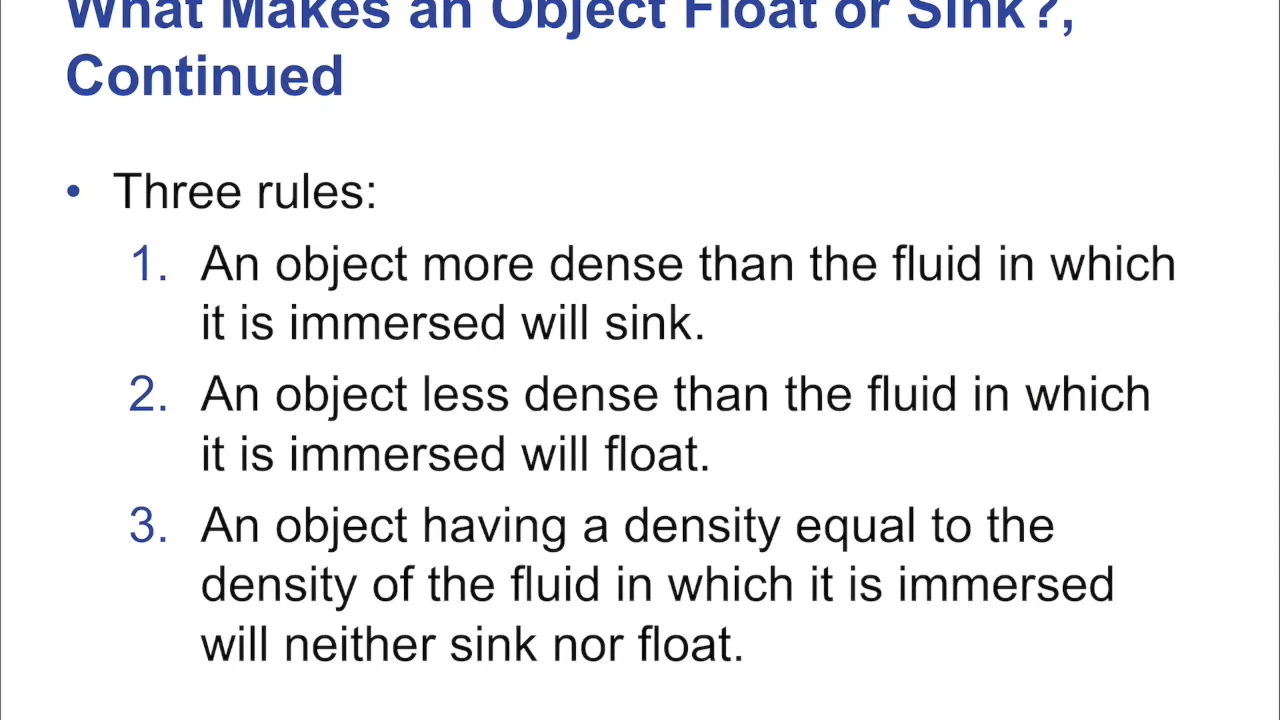 What Makes an Object Float or Sink?,
Continued
• Three rules:
1. An object more dense than the fluid in which
it is immersed will sink.
2. An object less dense than the fluid in which
it is immersed will float.
3. An object having a density equal to the
density of the fluid in which it is immersed
will neither sink nor float.